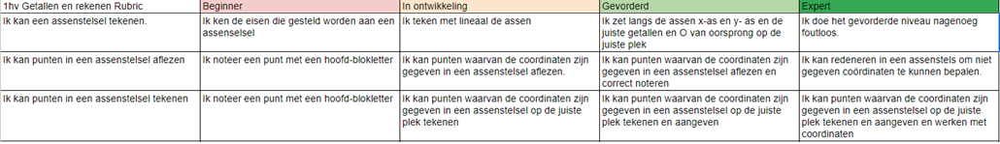 1hv Getallen en rekenen Rubric
Beginner
In ontwikkeling
Gevorderd
Expert
Ik kan een assenstelsel tekenen.
Ik ken de eisen die gesteld worden aan een
assenselsel
Ik teken met lineaal de assen
Ik zet langs de assen x-as en y- as en de
juiste getallen en O van oorsprong op de
juiste plek
Ik doe het gevorderde niveau nagenoeg
foutloos.
Ik kan punten in een assenstelsel aflezen
Ik noteer een punt met een hoofd-blokletter
Ik kan punten waarvan de coordinaten zijn
gegeven in een assenstelsel aflezen.
Ik kan punten waarvan de coordinaten zijn
gegeven in een assenstelsel aflezen en
correct noteren
Ik kan redeneren in een assenstels om niet
gegeven coördinaten te kunnen bepalen.
Ik kan punten in een assenstelsel tekenen
Ik noteer een punt met een hoofd-blokletter
Ik kan punten waarvan de coordinaten zijn
gegeven in een assenstelsel op de juiste
plek tekenen
Ik kan punten waarvan de coordinaten zijn
gegeven in een assenstelsel op de juiste
plek tekenen en aangeven
Ik kan punten waarvan de coordinaten zijn
gegeven in een assenstelsel op de juiste
plek tekenen en aangeven en werken met
coordinaten